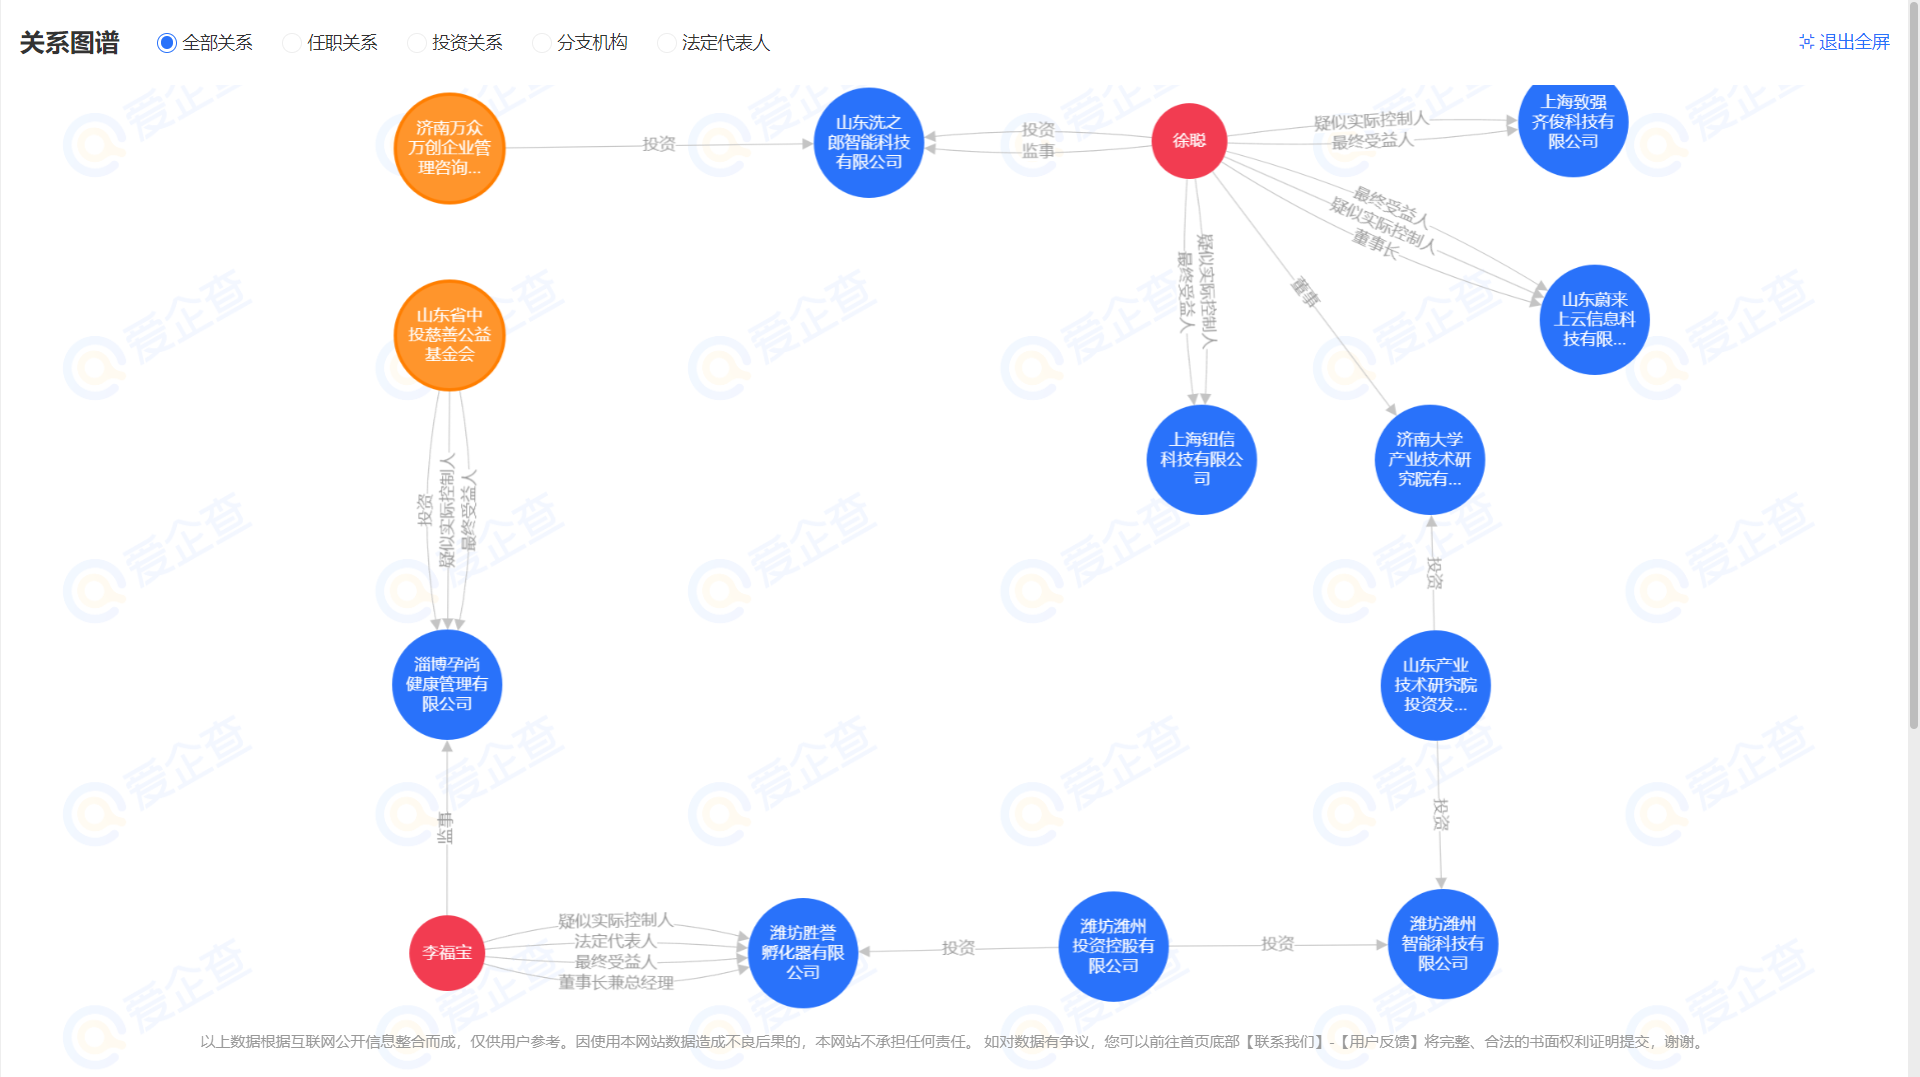 关系图谱
全部关系
任职关系
投资关系
分支机构
法定代表人
退出全屏
济南万众
万创企业管
理咨询...
投资
山东洗之
郎智能科技
有限公司
投资
监事
徐聪
疑似实际控制人
最终受益人
上海致强
齐俊科技有
限公司
最终受益人
疑似实际控制人
董事长
山东蔚来
上云信息科
技有限...
疑似实际控制人
最终受益人
董事
山东省中
投慈善公益
基金会
上海钮信
科技有限公
司
济南大学
产业技术研
究院有...
投资
疑似实际控制人
最终受益人
投资
淄博孕尚
健康管理有
限公司
山东产业
技术研究院
投资发...
监事
投资
李福宝
疑似实际控制人
法定代表人
最终受益人
董事长兼总经理
潍坊胜誉
孵化器有限
公司
投资
潍坊潍州
投资控股有
限公司
投资
潍坊潍州
智能科技有
限公司
以上数据根据互联网公开信息整合而成，仅供用户参考。因使用本网站数据造成不良后果的，本网站不承担任何责任。 如对数据有争议，您可以前往首页底部【联系我们】-【用户反馈】将完整、合法的书面权利证明提交，谢谢。
爱企查